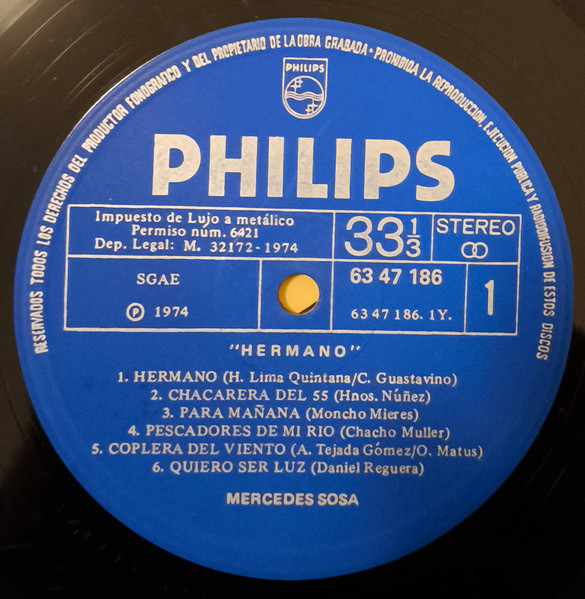 RESERVADOS TODOS LOS DERECHOS DEL PRODUCTOR FONOGRAFICO Y DEL PROPIETARIO DE LA OBRA GRABADA · PROHIBIDA LA REPRODUCCION, EJECUCION PUBLICA Y RADIODIFUSION DE ESTOS DISCOS
PHILIPS
PHILIPS
Impuesto de Lujo a metálico
Permiso núm. 6421
Dep. Legal: M. 32172-1974
33 1/3
STEREO
SGAE
℗ 1974
63 47 186
63 47 186. 1Y.
1
"HERMANO"
1. HERMANO (H. Lima Quintana/C. Guastavino)
2. CHACARERA DEL 55 (Hnos. Núñez)
3. PARA MAÑANA (Moncho Mieres)
4. PESCADORES DE MI RIO (Chacho Muller)
5. COPLERA DEL VIENTO (A. Tejada Gómez/O. Matus)
6. QUIERO SER LUZ (Daniel Reguera)
MERCEDES SOSA